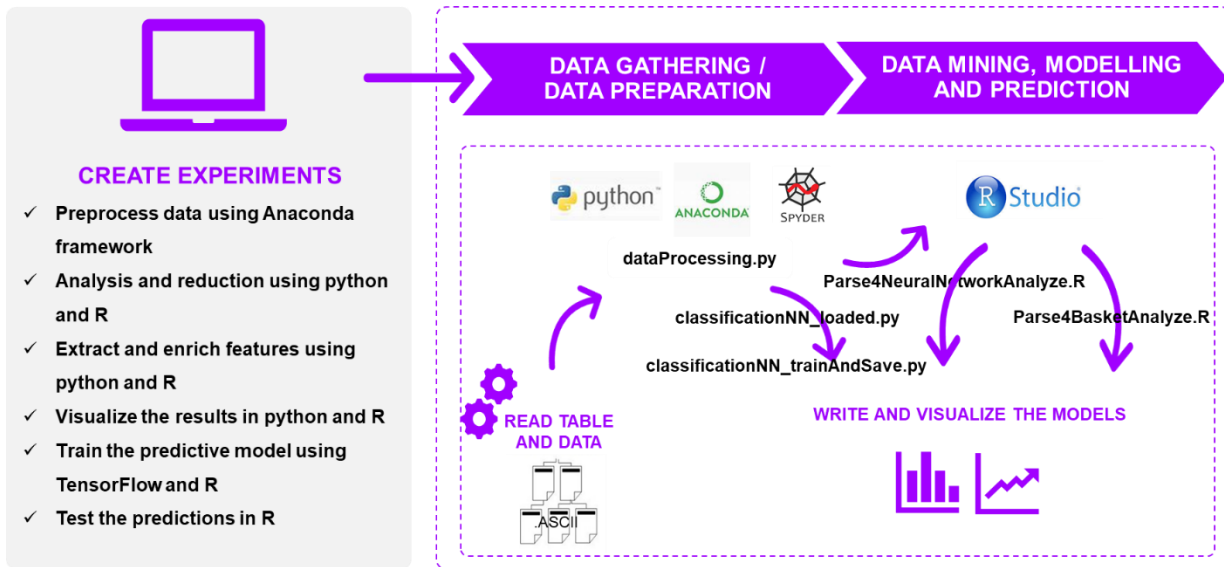 CREATE EXPERIMENTS
Preprocess data using Anaconda
framework
Analysis and reduction using python
and R
Extract and enrich features using
python and R
Visualize the results in python and R
Train the predictive model using
TensorFlow and R
Test the predictions in R
DATA GATHERING /
DATA PREPARATION
DATA MINING, MODELLING
AND PREDICTION
python™
ANACONDA
SPYDER
R Studio
dataProcessing.py
Parse4NeuralNetworkAnalyze.R
classificationNN_loaded.py
Parse4BasketAnalyze.R
classificationNN_trainAndSave.py
READ TABLE
AND DATA
.ASCII
WRITE AND VISUALIZE THE MODELS